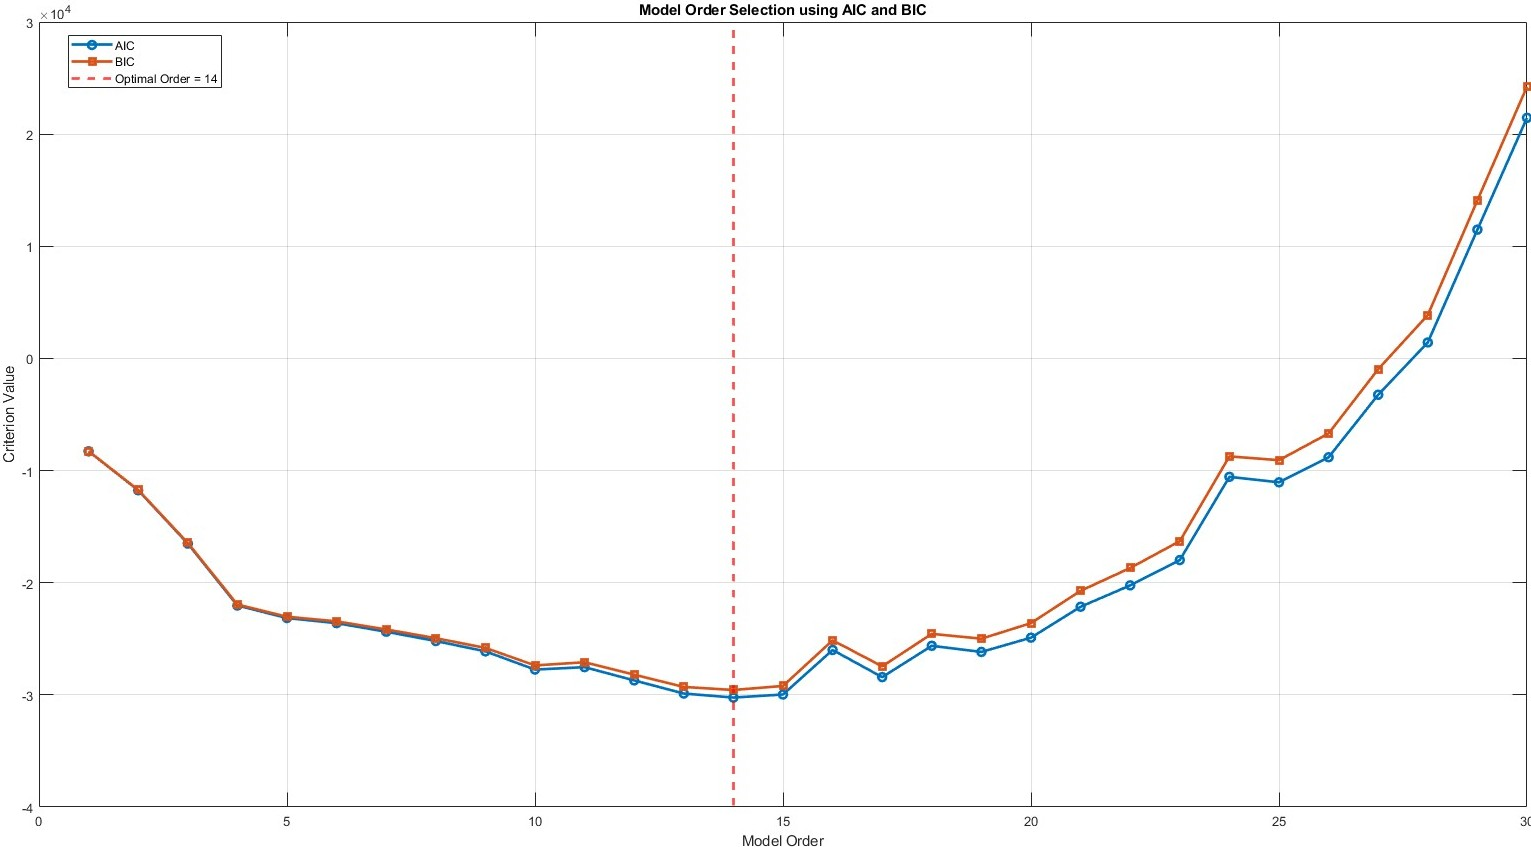 Model Order Selection using AIC and BIC
× 10⁴
AIC
BIC
Optimal Order = 14
3
2
1
0
-1
-2
-3
-4
Criterion Value
0 5 10 15 20 25 30
Model Order